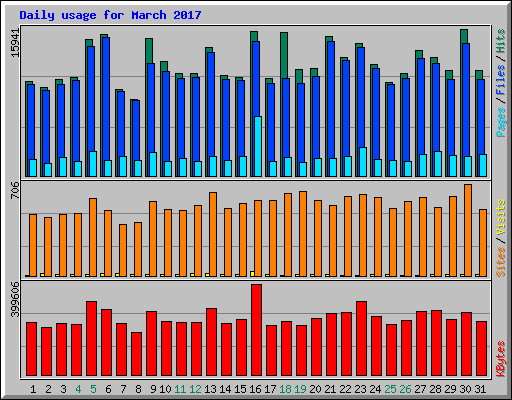 Daily usage for March 2017
15941
Pages / Files / Hits
706
Sites / Visits
399606
KBytes
1 2 3 4 5 6 7 8 9 10 11 12 13 14 15 16 17 18 19 20 21 22 23 24 25 26 27 28 29 30 31